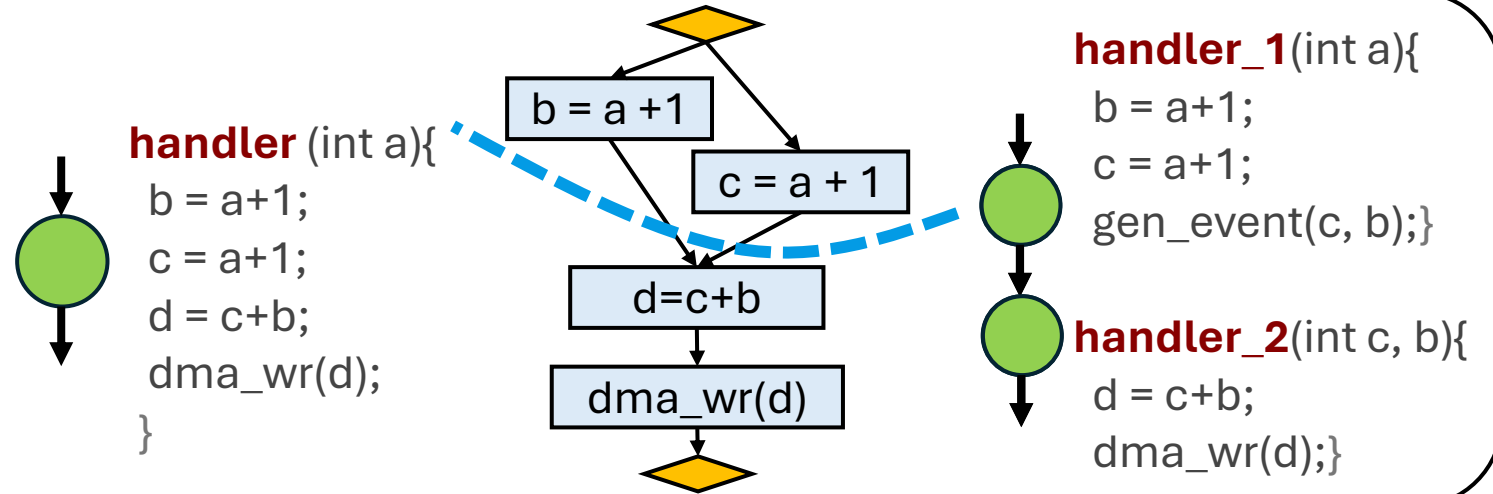 handler (int a){
b = a+1;
c = a+1;
d = c+b;
dma_wr(d);
}
b = a +1
c = a + 1
d=c+b
dma_wr(d)
handler_1(int a){
b = a+1;
c = a+1;
gen_event(c, b);}
handler_2(int c, b){
d = c+b;
dma_wr(d);}